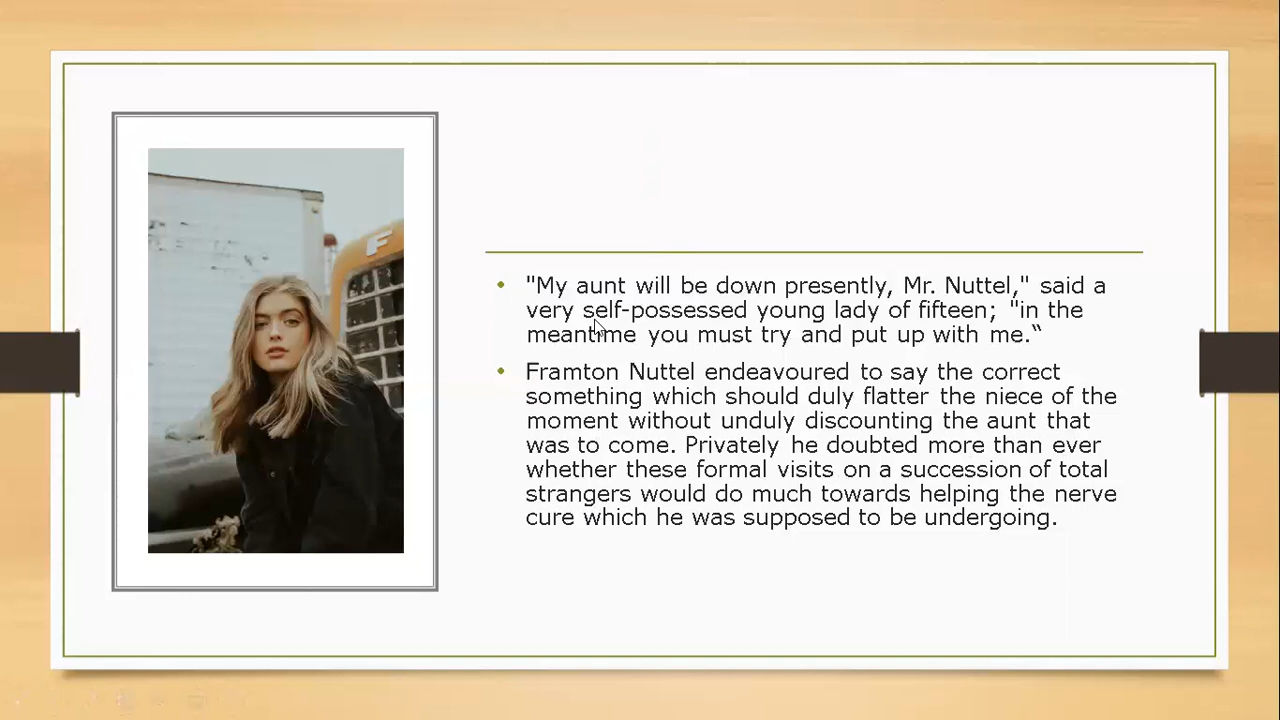 F
"My aunt will be down presently, Mr. Nuttel," said a
very self-possessed young lady of fifteen; "in the
meantime you must try and put up with me.“
Framton Nuttel endeavoured to say the correct
something which should duly flatter the niece of the
moment without unduly discounting the aunt that
was to come. Privately he doubted more than ever
whether these formal visits on a succession of total
strangers would do much towards helping the nerve
cure which he was supposed to be undergoing.